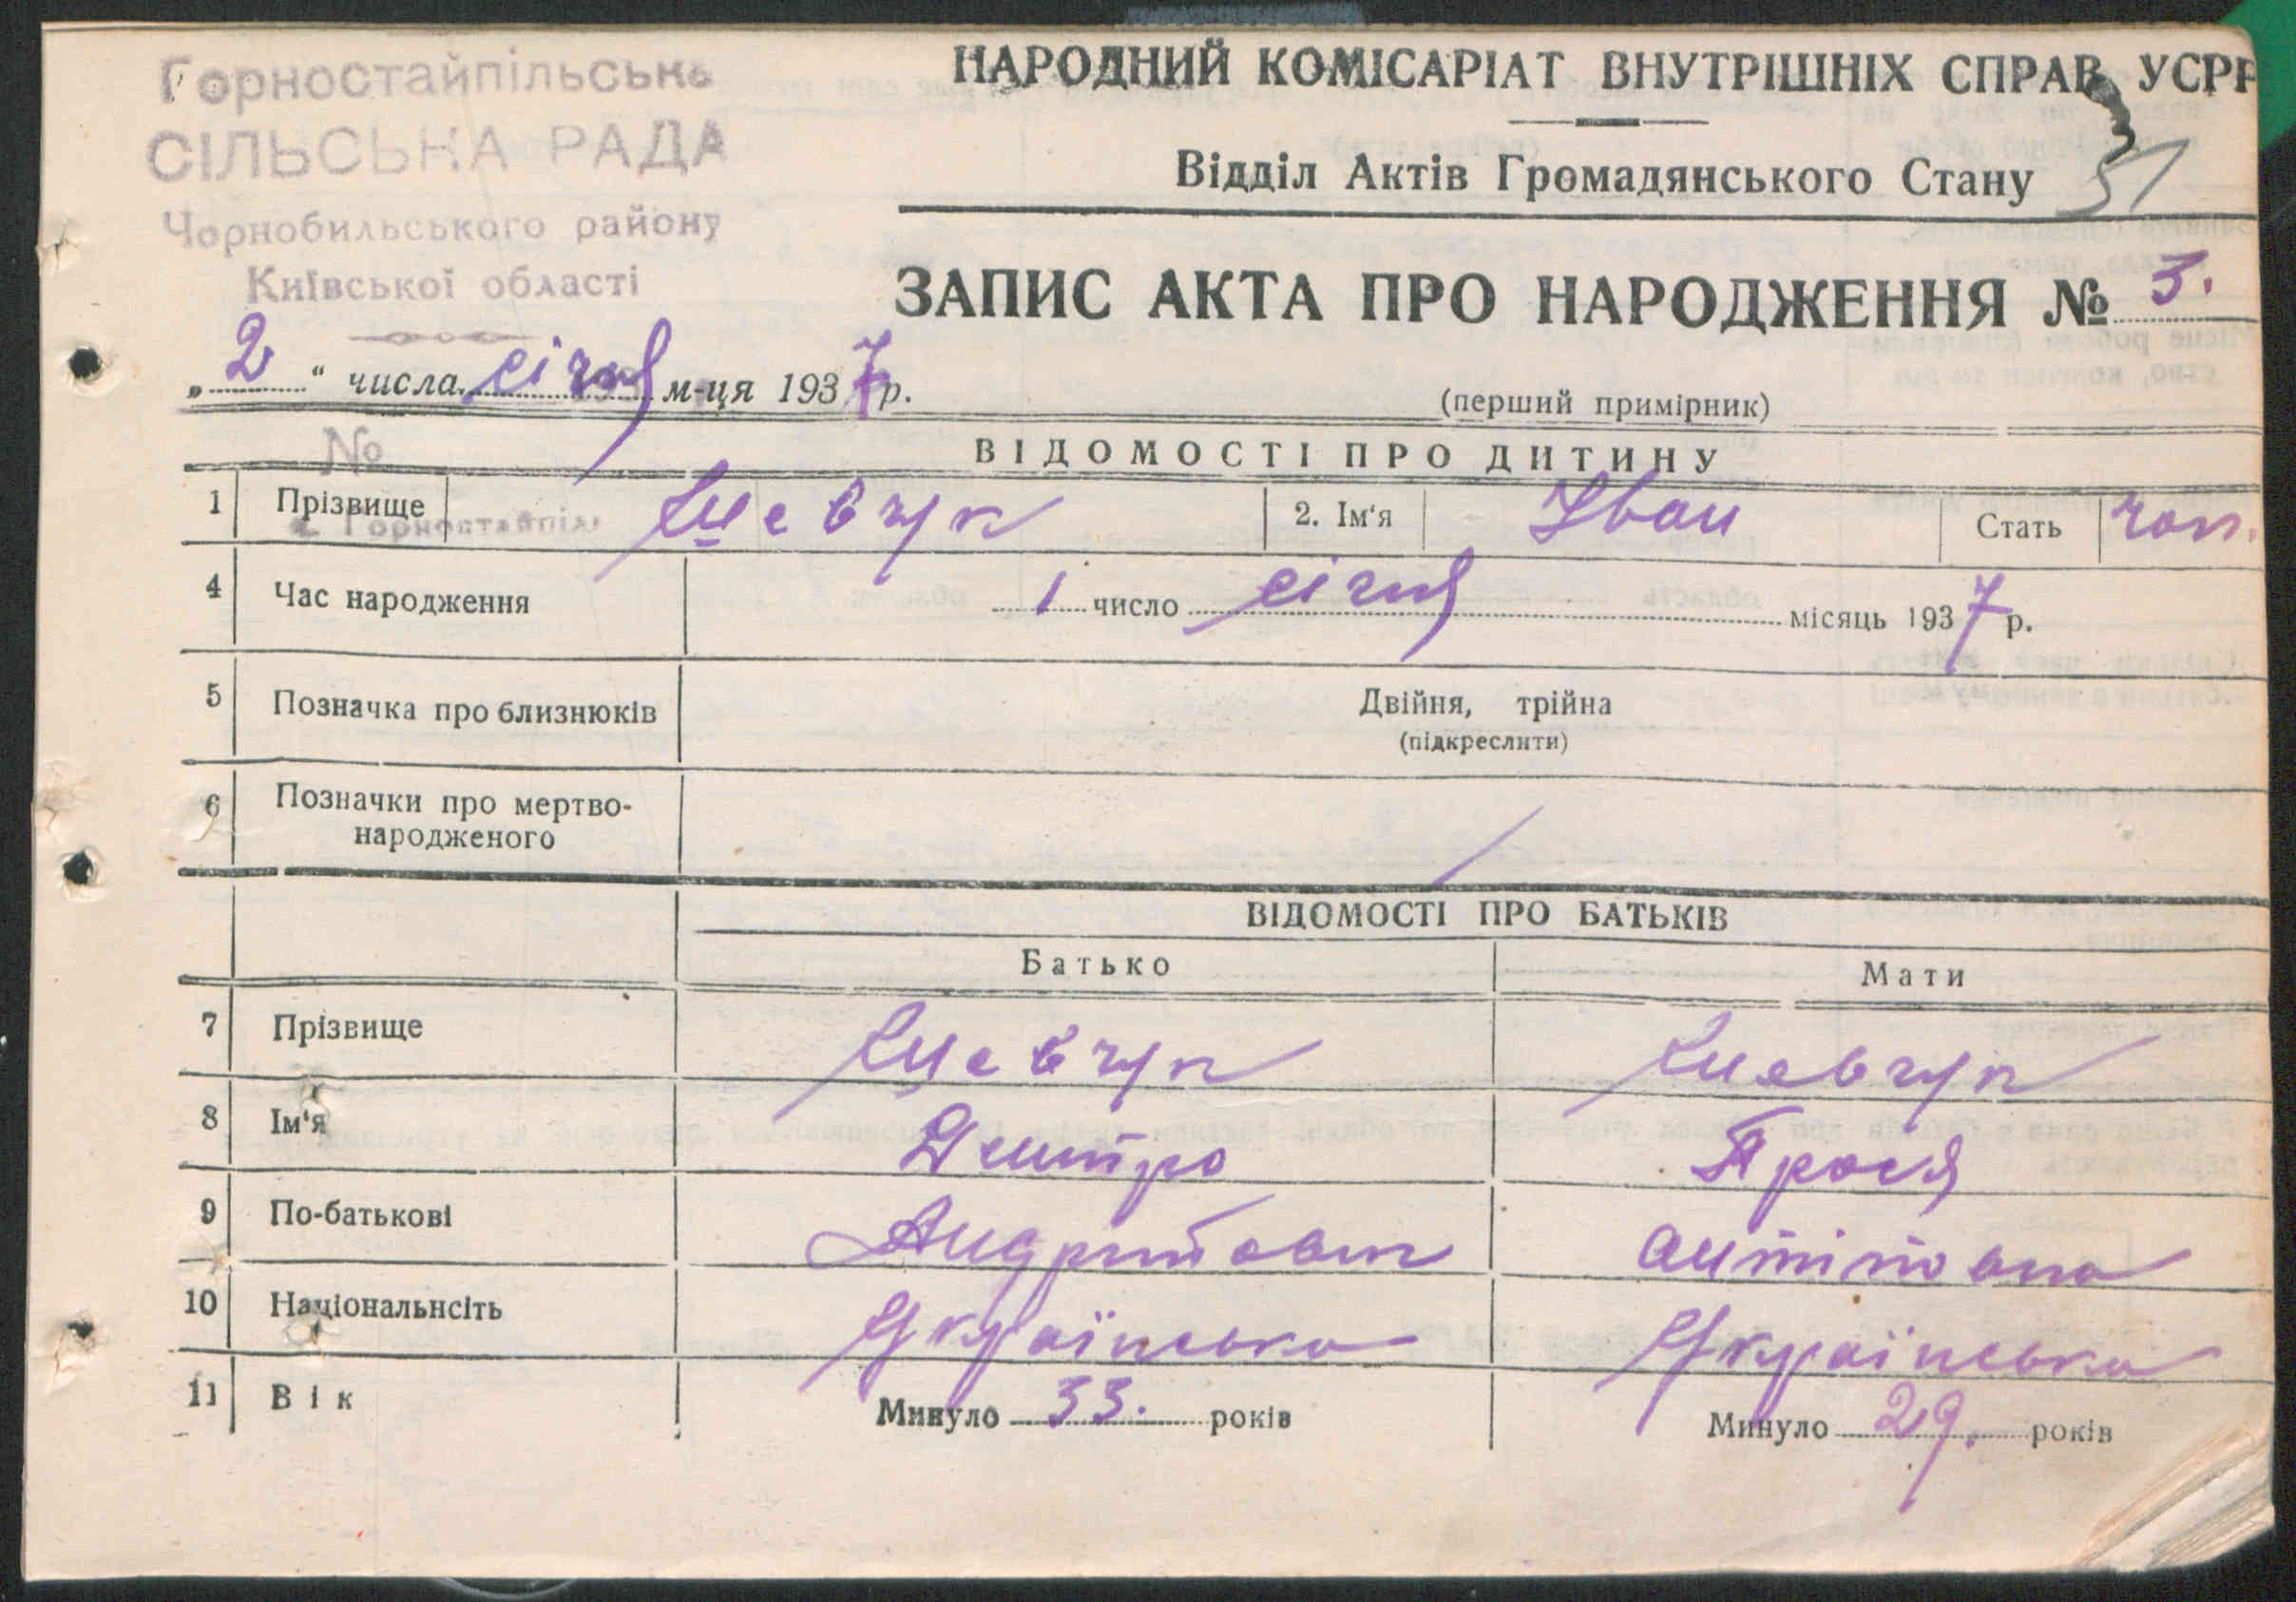 Горностайпільська
СІЛЬСЬКА РАДА
Чорнобильського району
Київської області
НАРОДНИЙ КОМІСАРІАТ ВНУТРІШНІХ СПРАВ УСРР
Відділ Актів Громадянського Стану
51
ЗАПИС АКТА ПРО НАРОДЖЕННЯ № 3.
„2“ числа січня м-ця 1937 р.
(перший примірник)
№
ВІДОМОСТІ ПРО ДИТИНУ
1 Прізвище Шевчук 2. Ім‘я Іван Стать чол.
Горностайпіл
4 Час народження 1 число січня місяць 1937 р.
5 Позначка про близнюків Двійня, трійна
(підкреслити)
6 Позначки про мертво-
народженого
ВІДОМОСТІ ПРО БАТЬКІВ
Батько Мати
7 Прізвище Шевчук Шевчук
8 Ім‘я Дмитро Прося
9 По-батькові Антіповна
10 Національнсіть Українська Українська
11 Вік Минуло 33. років Минуло 29. років